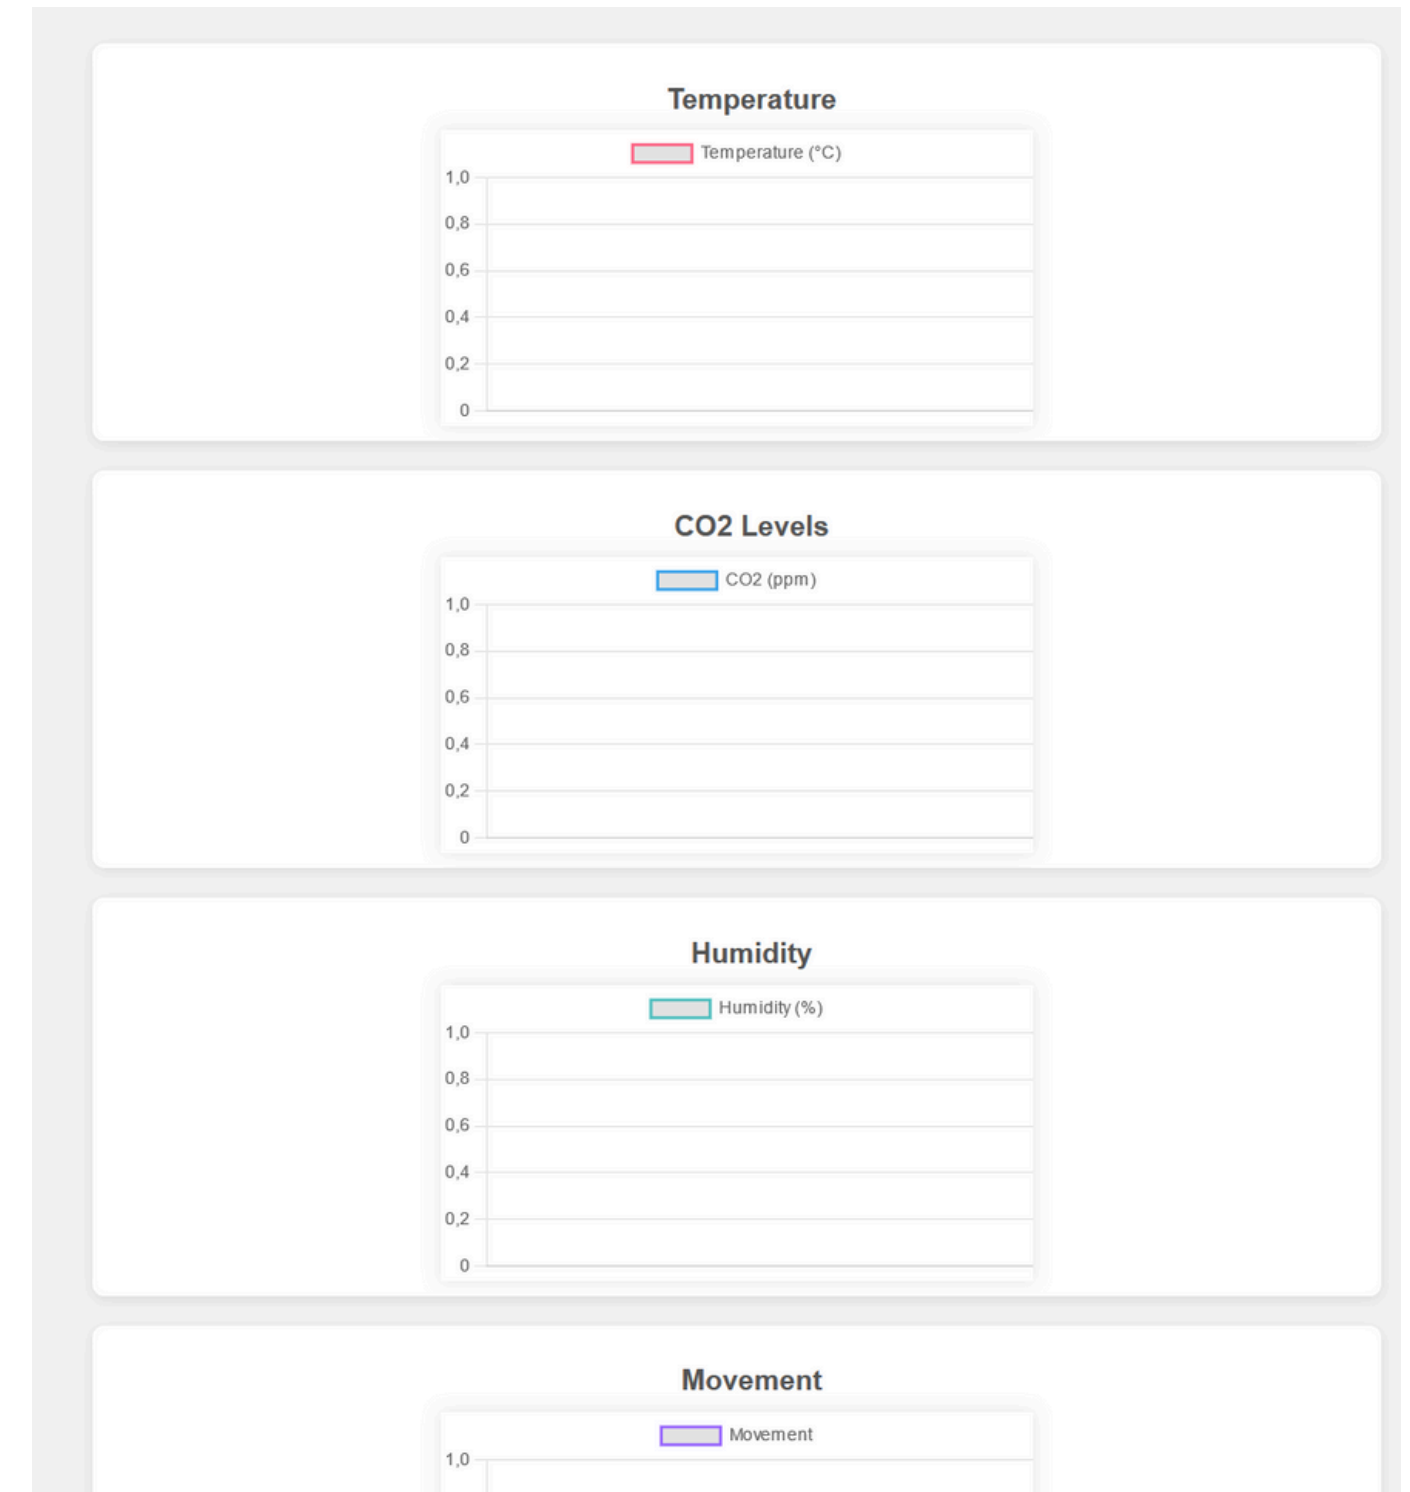 Temperature
Temperature (°C)
1,0
0,8
0,6
0,4
0,2
0
CO2 Levels
CO2 (ppm)
1,0
0,8
0,6
0,4
0,2
0
Humidity
Humidity (%)
1,0
0,8
0,6
0,4
0,2
0
Movement
Movement
1,0